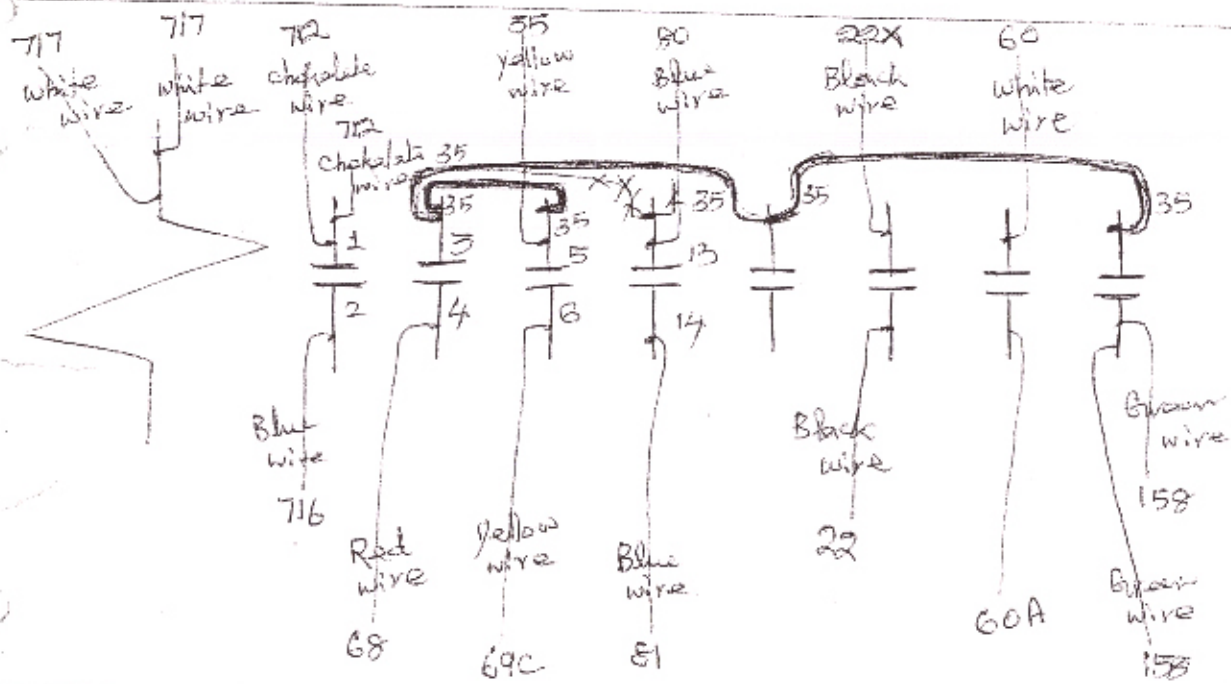 717
white
wire
717
white
wire
712
chokolate
wire
712
chokolate
wire
35
yellow
wire
80
Blue
wire
22X
Black
wire
60
white
wire
35
35
35
35
35
35
1
3
5
13
2
4
6
14
Blue
wire
716
Red
wire
68
Yellow
wire
69C
Blue
wire
81
Black
wire
22
60A
Green
wire
158
Green
wire
158